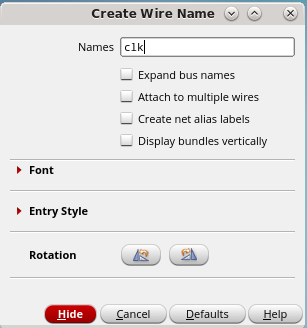 Create Wire Name
Names clk
Expand bus names
Attach to multiple wires
Create net alias labels
Display bundles vertically
Font
Entry Style
Rotation
Hide Cancel Defaults Help